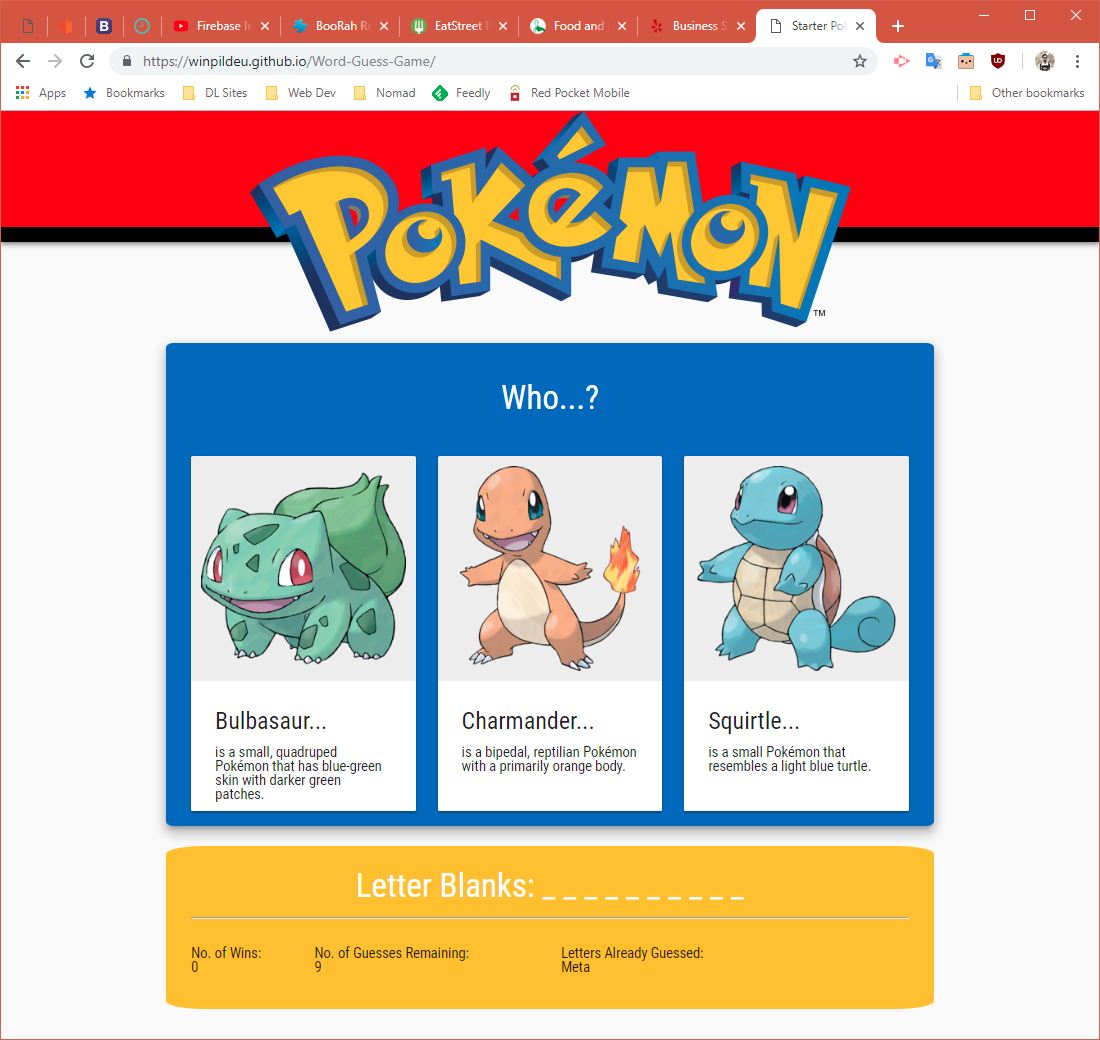 Firebase
BooRah
EatStreet
Food and
Business S
Starter Po
https://winpildeu.github.io/Word-Guess-Game/
Apps Bookmarks DL Sites Web Dev Nomad Feedly Red Pocket Mobile Other bookmarks
POKéMON
TM
Who...?
Bulbasaur...
is a small, quadruped
Pokémon that has blue-green
skin with darker green
patches.
Charmander...
is a bipedal, reptilian Pokémon
with a primarily orange body.
Squirtle...
is a small Pokémon that
resembles a light blue turtle.
Letter Blanks: _ _ _ _ _ _ _ _ _ _
No. of Wins:
0
No. of Guesses Remaining:
9
Letters Already Guessed:
Meta